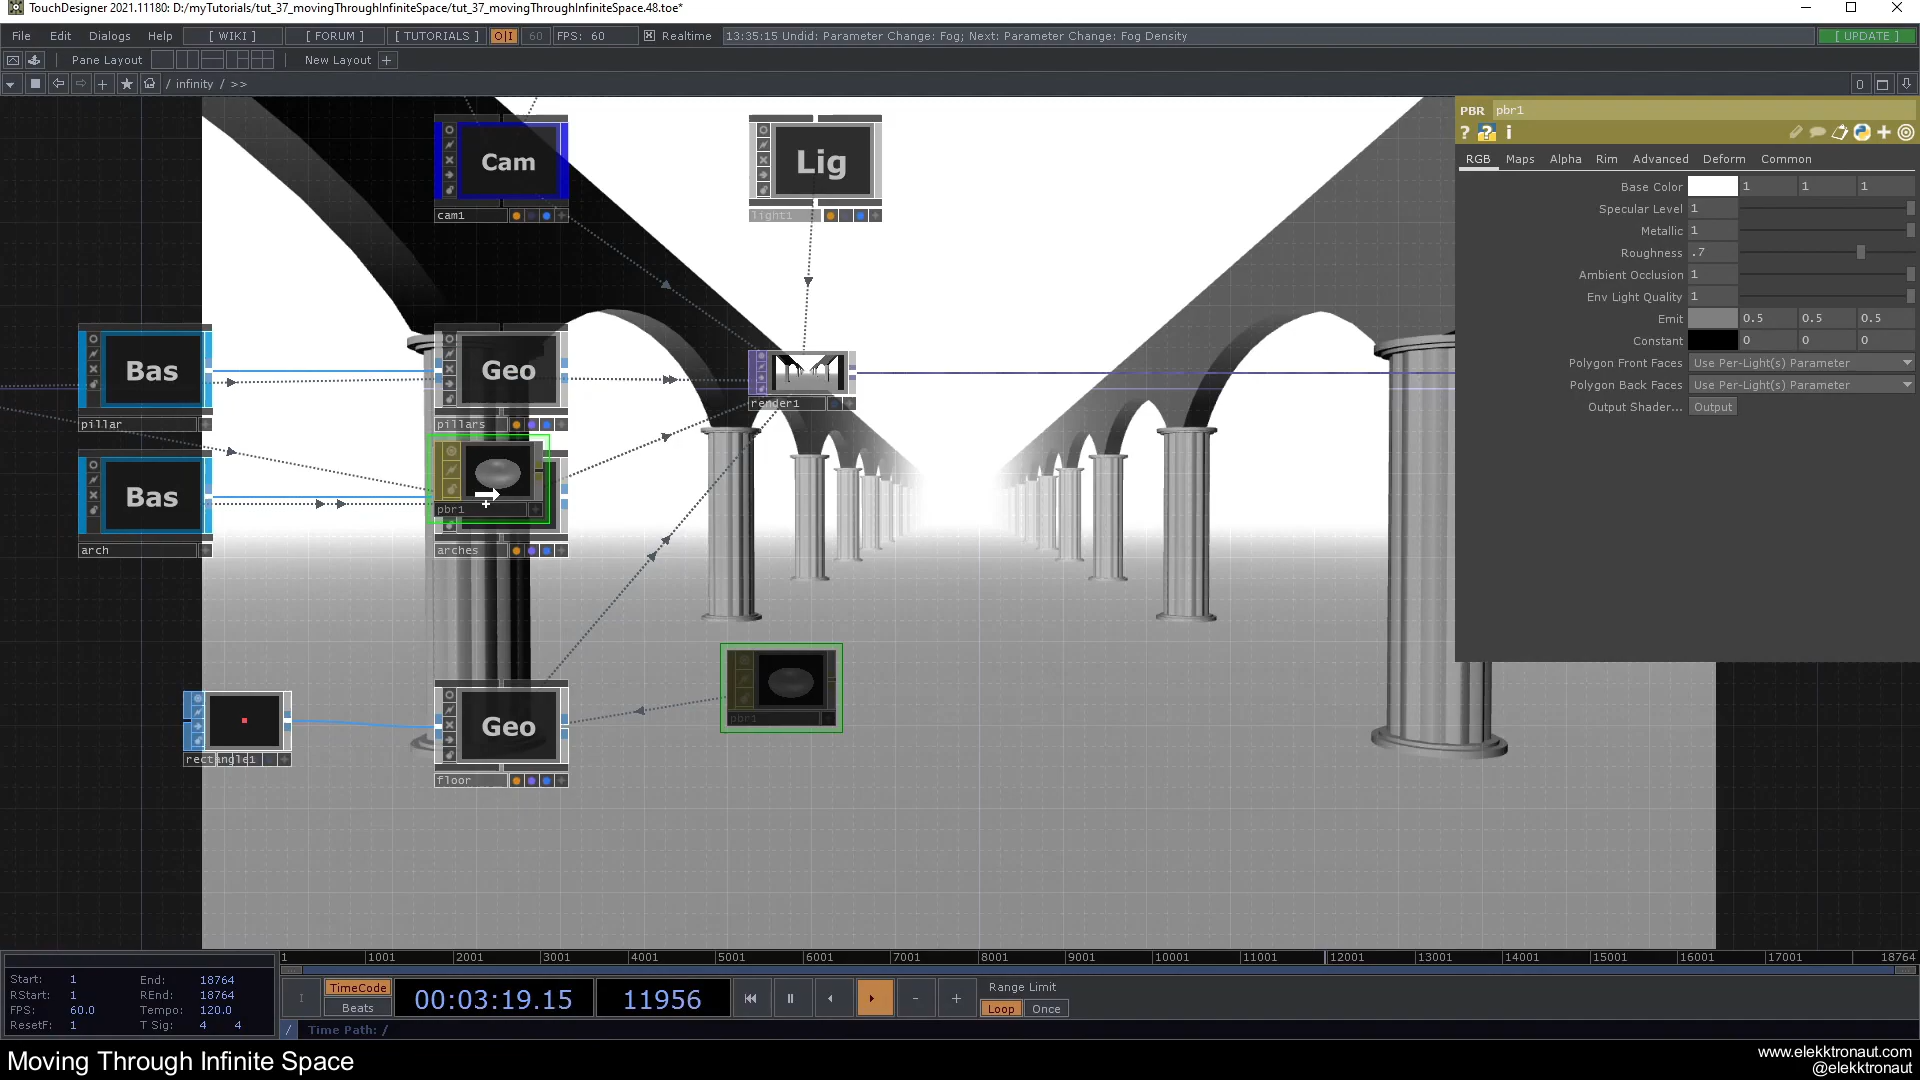 TouchDesigner 2021.11180: D:/myTutorials/tut_37_movingThroughInfiniteSpace/tut_37_movingThroughInfiniteSpace.48.toe*
File Edit Dialogs Help [ WIKI ] [ FORUM ] [ TUTORIALS ] O|I 60 FPS: 60 Realtime 13:35:15 Undid: Parameter Change: Fog; Next: Parameter Change: Fog Density [ UPDATE ]
Pane Layout New Layout +
/ infinity / >> 0
PBR pbr1
? ? i
RGB Maps Alpha Rim Advanced Deform Common
Base Color 1 1 1
Specular Level 1
Metallic 1
Roughness .7
Ambient Occlusion 1
Env Light Quality 1
Emit 0.5 0.5 0.5
Constant 0 0 0
Polygon Front Faces Use Per-Light(s) Parameter
Polygon Back Faces Use Per-Light(s) Parameter
Output Shader... Output
Cam
cam1
Lig
light1
Bas
pillar
Geo
pillars
render1
Bas
arch
pbr1
arches
rectangle1
Geo
floor
pbr1
1 1001 2001 3001 4001 5001 6001 7001 8001 9001 10001 11001 12001 13001 14001 15001 16001 17001 18764
Start: 1 End: 18764
RStart: 1 REnd: 18764
FPS: 60.0 Tempo: 120.0
ResetF: 1 T Sig: 4 4
TimeCode
Beats
00:03:19.15 11956
Range Limit
Loop Once
/ Time Path: /
Moving Through Infinite Space
www.elekktronaut.com
@elekktronaut